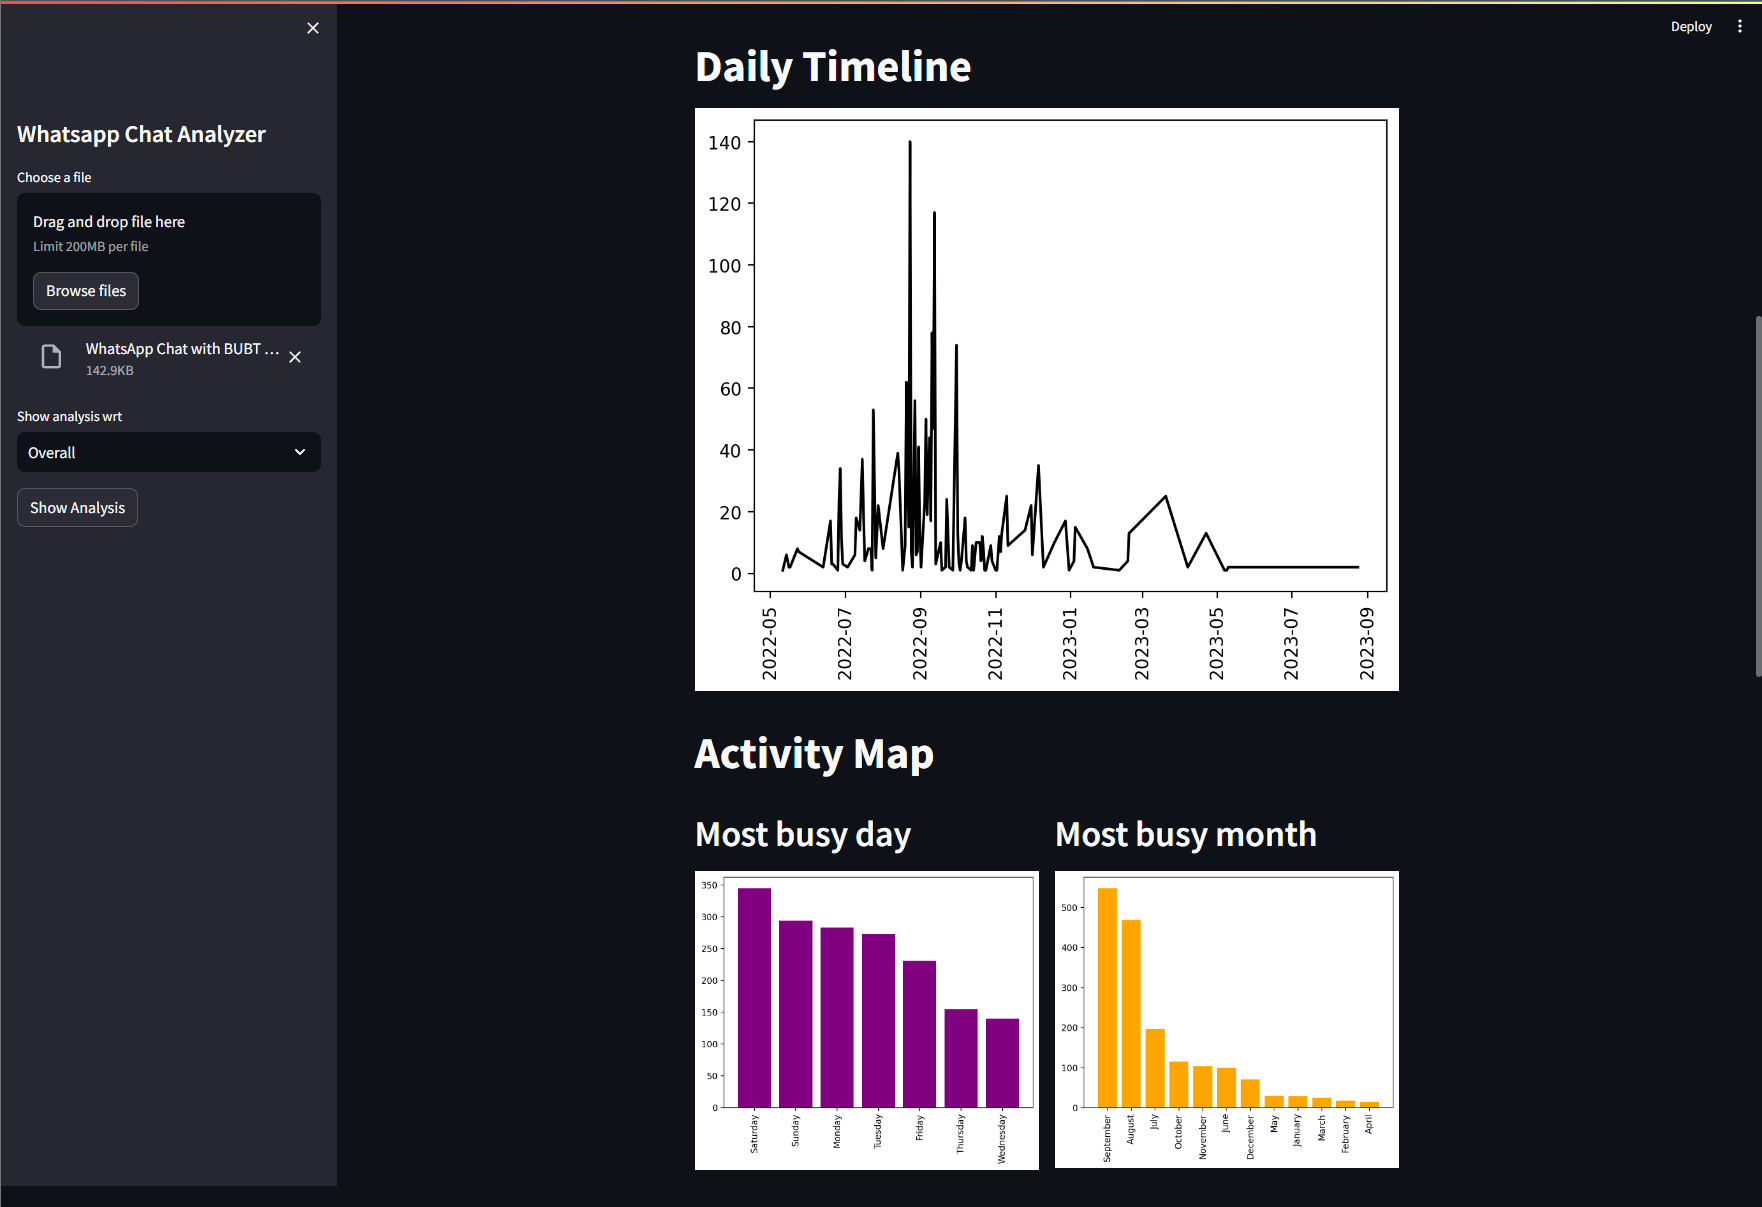 Deploy
Whatsapp Chat Analyzer
Choose a file
Drag and drop file here
Limit 200MB per file
Browse files
WhatsApp Chat with BUBT ...
142.9KB
Show analysis wrt
Overall
Show Analysis
Daily Timeline
140
120
100
80
60
40
20
0
2022-05
2022-07
2022-09
2022-11
2023-01
2023-03
2023-05
2023-07
2023-09
Activity Map
Most busy day
350
300
250
200
150
100
50
0
Saturday
Sunday
Monday
Tuesday
Friday
Thursday
Wednesday
Most busy month
500
400
300
200
100
0
September
August
July
October
November
June
December
May
January
March
February
April